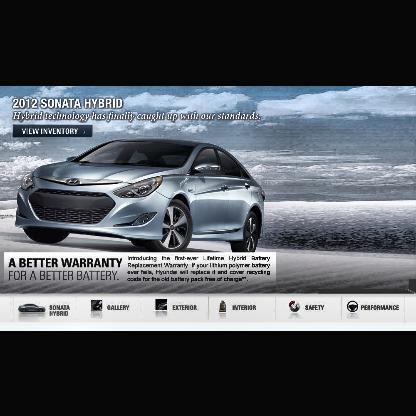 2012 SONATA HYBRID
Hybrid technology has finally caught up with our standards.
VIEW INVENTORY
A BETTER WARRANTY
FOR A BETTER BATTERY.
Introducing the first-ever Lifetime Hybrid Battery
Replacement Warranty. If your lithium polymer battery
ever fails, Hyundai will replace it and cover recycling
costs for the old battery pack free of charge**.
SONATA
HYBRID
GALLERY
EXTERIOR
INTERIOR
SAFETY
PERFORMANCE